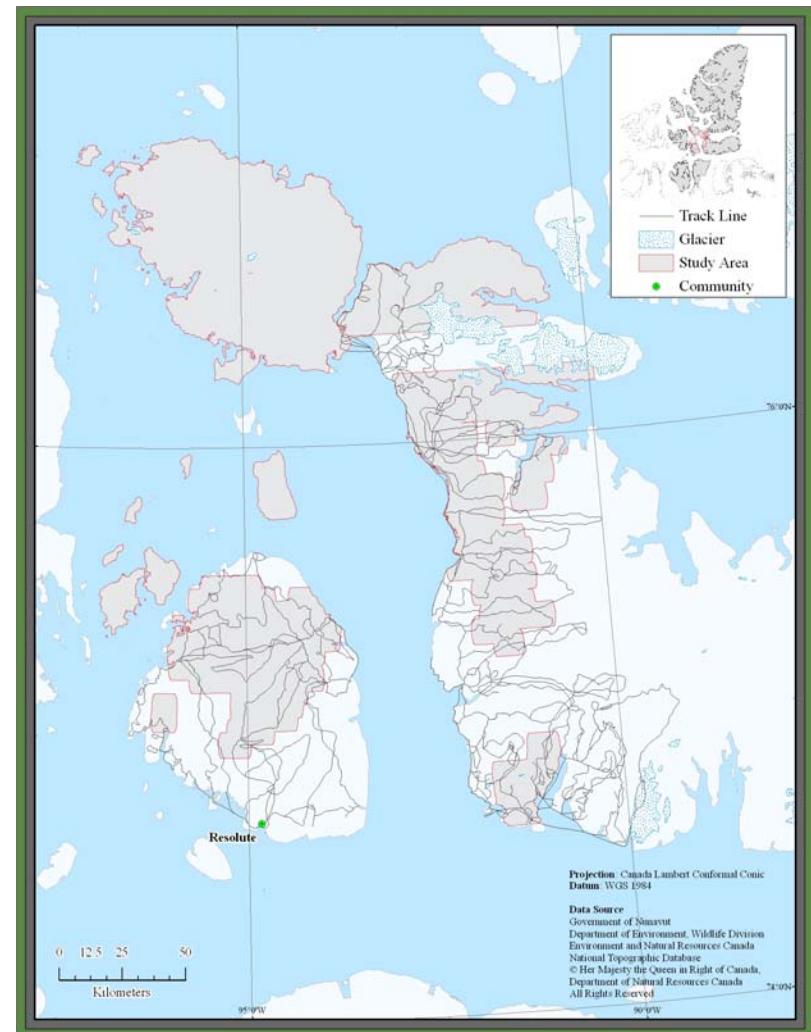 Track Line
Glacier
Study Area
Community
76°0'N
Resolute
Projection: Canada Lambert Conformal Conic
Datum: WGS 1984
Data Source
Government of Nunavut
Department of Environment, Wildlife Division
Environment and Natural Resources Canada
National Topographic Database
© Her Majesty the Queen in Right of Canada,
Department of Natural Resources Canada
All Rights Reserved
0 12.5 25 50
Kilometers
74°0'N
95°0'W
90°0'W